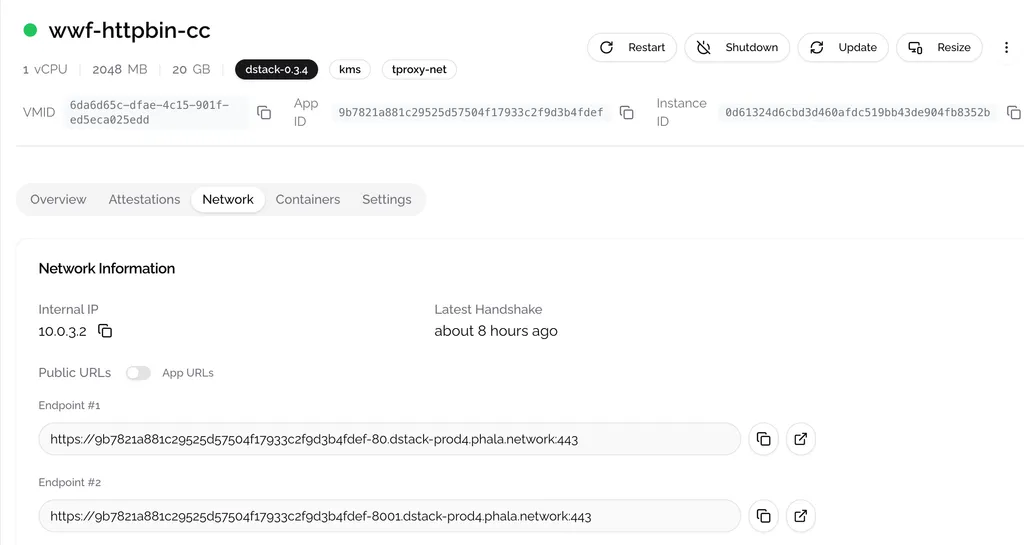 wwf-httpbin-cc
Restart
Shutdown
Update
Resize
1 vCPU
2048 MB
20 GB
dstack-0.3.4
kms
tproxy-net
VMID
6da6d65c-dfae-4c15-901f-
ed5eca025edd
App
ID
9b7821a881c29525d57504f17933c2f9d3b4fdef
Instance
ID
0d61324d6cbd3d460afdc519bb43de904fb8352b
Overview
Attestations
Network
Containers
Settings
Network Information
Internal IP
10.0.3.2
Latest Handshake
about 8 hours ago
Public URLs
App URLs
Endpoint #1
https://9b7821a881c29525d57504f17933c2f9d3b4fdef-80.dstack-prod4.phala.network:443
Endpoint #2
https://9b7821a881c29525d57504f17933c2f9d3b4fdef-8001.dstack-prod4.phala.network:443